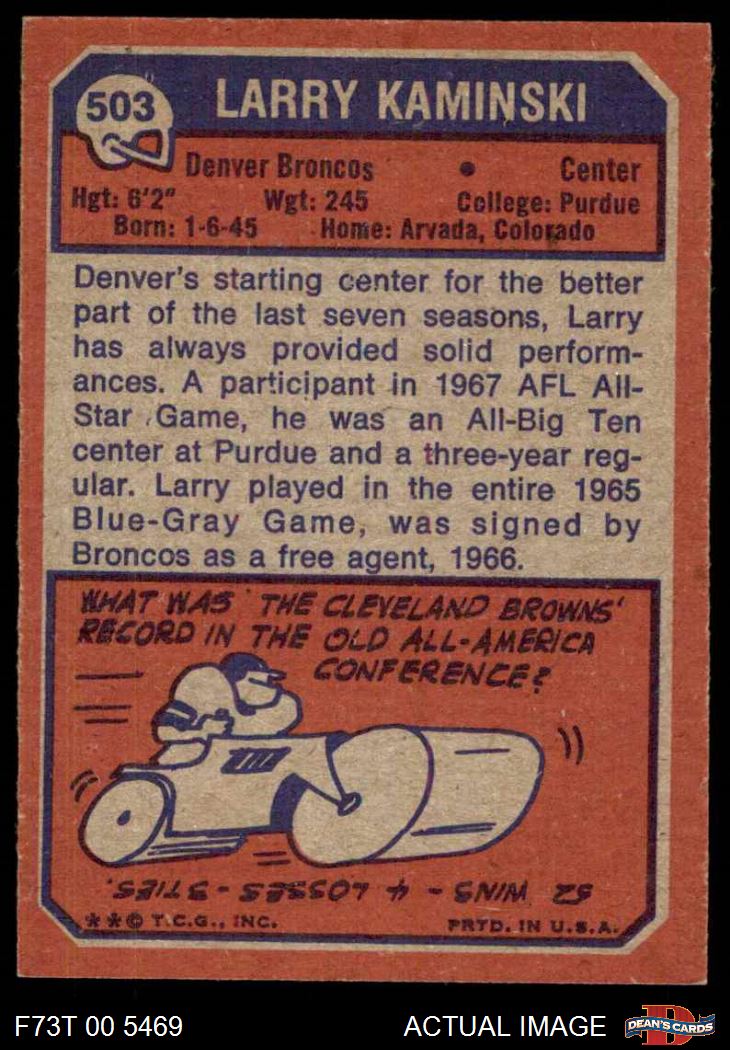 503
LARRY KAMINSKI
Denver Broncos • Center
Hgt: 6'2" Wgt: 245 College: Purdue
Born: 1-6-45 Home: Arvada, Colorado
Denver's starting center for the better
part of the last seven seasons, Larry
has always provided solid perform-
ances. A participant in 1967 AFL All-
Star Game, he was an All-Big Ten
center at Purdue and a three-year reg-
ular. Larry played in the entire 1965
Blue-Gray Game, was signed by
Broncos as a free agent, 1966.
WHAT WAS THE CLEVELAND BROWNS'
RECORD IN THE OLD ALL-AMERICA
CONFERENCE?
52 WINS - 4 LOSSES - 3 TIES.
**© T.C.G., INC. PRTD. IN U.S.A.
F73T 00 5469 ACTUAL IMAGE
D
DEAN'S CARDS